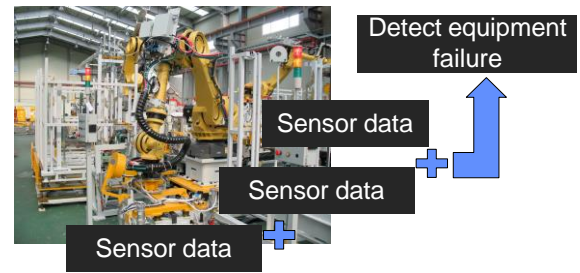 Detect equipment
failure
Sensor data
Sensor data
Sensor data